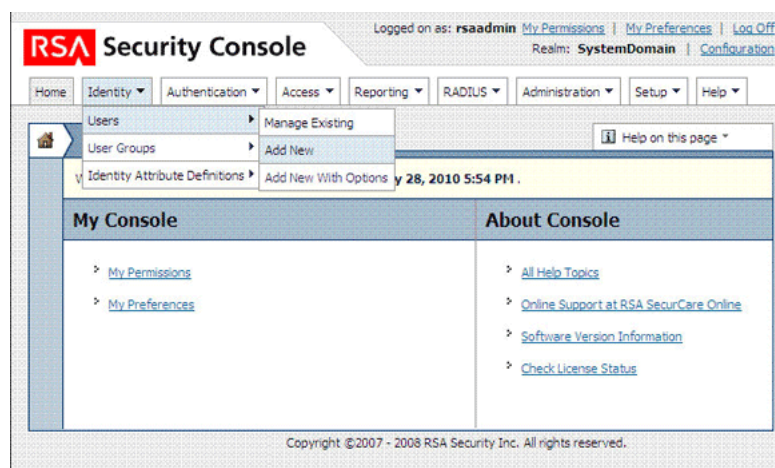 Logged on as: rsaadmin My Permissions | My Preferences | Log Off
RSA Security Console
Realm: SystemDomain | Configuration
Home Identity Authentication Access Reporting RADIUS Administration Setup Help
Users
Manage Existing
User Groups
Add New
Identity Attribute Definitions
Add New With Options
Help on this page
y 28, 2010 5:54 PM .
My Console
My Permissions
My Preferences
About Console
All Help Topics
Online Support at RSA SecurCare Online
Software Version Information
Check License Status
Copyright ©2007 - 2008 RSA Security Inc. All rights reserved.